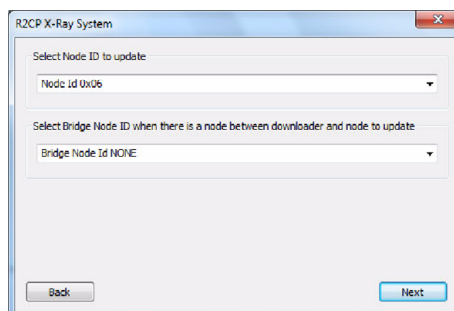 R2CP X-Ray System
Select Node ID to update
Node Id 0x06
Select Bridge Node ID when there is a node between downloader and node to update
Bridge Node Id NONE
Back
Next